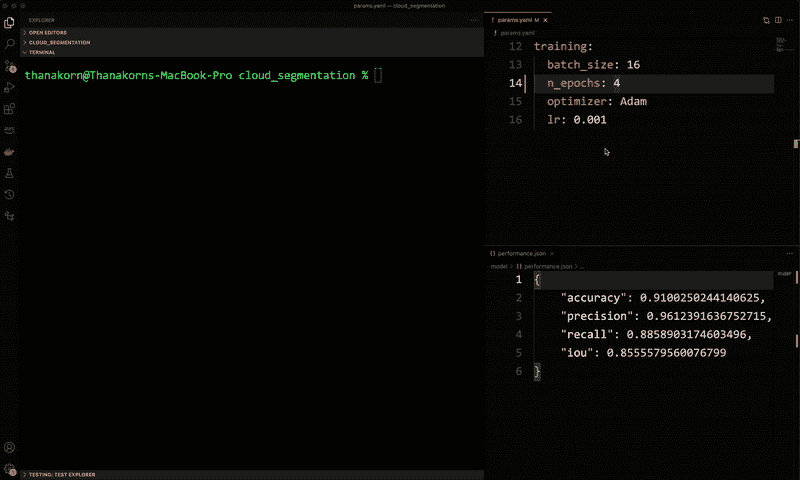 params.yaml — cloud_segmentation
EXPLORER
OPEN EDITORS
CLOUD_SEGMENTATION
TERMINAL
thanakorn@Thanakorns-MacBook-Pro cloud_segmentation %
TESTING: TEST EXPLORER
! params.yaml M ×
! params.yaml
12 training:
13 batch_size: 16
14 n_epochs: 4
15 optimizer: Adam
16 lr: 0.001
{} performance.json ×
model > {} performance.json > ...
1 {
2 "accuracy": 0.9100250244140625,
3 "precision": 0.9612391636752715,
4 "recall": 0.8858903174603496,
5 "iou": 0.8555579560076799
6 }